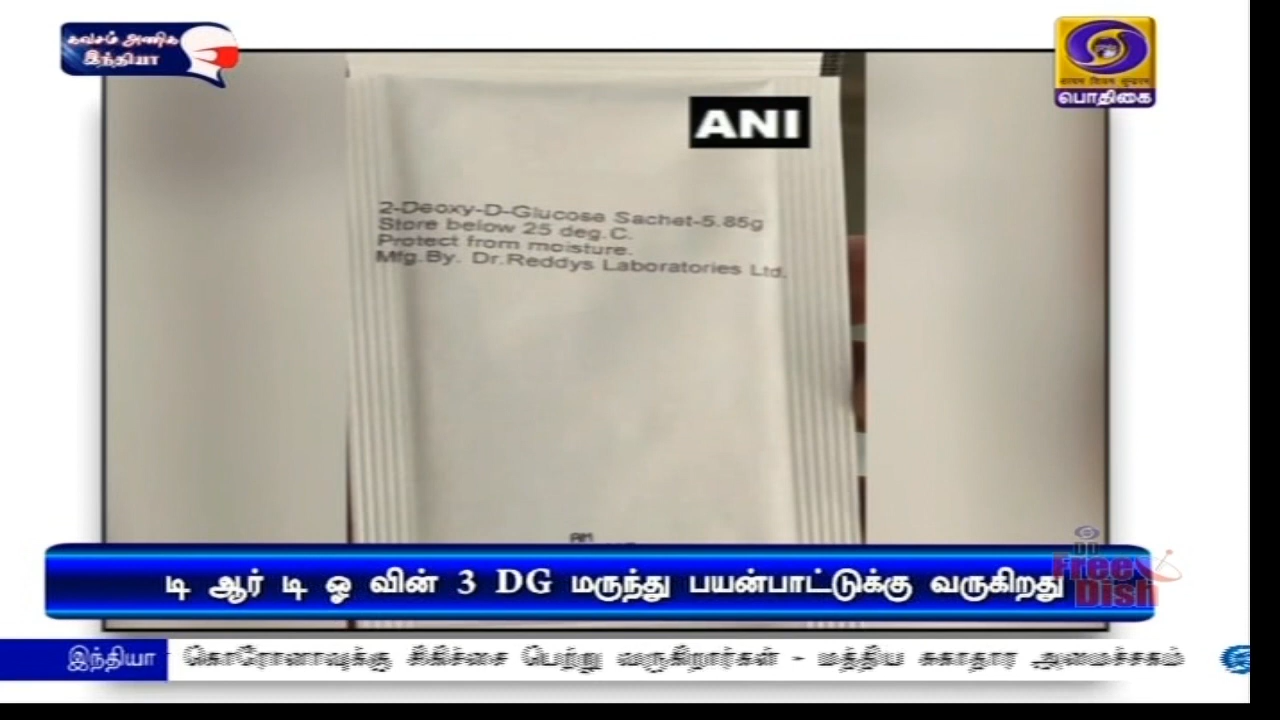 கவசம் அணிக
இந்தியா
பொதிகை
ANI
2-Deoxy-D-Glucose Sachet-5.85g
Store below 25 deg.C.
Protect from moisture.
Mfg.By. Dr.Reddys Laboratories Ltd.
டி ஆர் டி ஓ வின் 3 DG மருந்து பயன்பாட்டுக்கு வருகிறது
DD
Free
Dish
இந்தியா கொரோனாவுக்கு சிகிச்சை பெற்று வருகிறார்கள் - மத்திய சுகாதார அமைச்சகம்